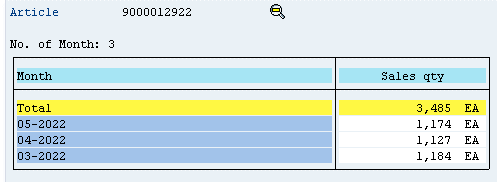 Article 9000012922
No. of Month: 3
Month Sales qty
Total 3,485 EA
05-2022 1,174 EA
04-2022 1,127 EA
03-2022 1,184 EA